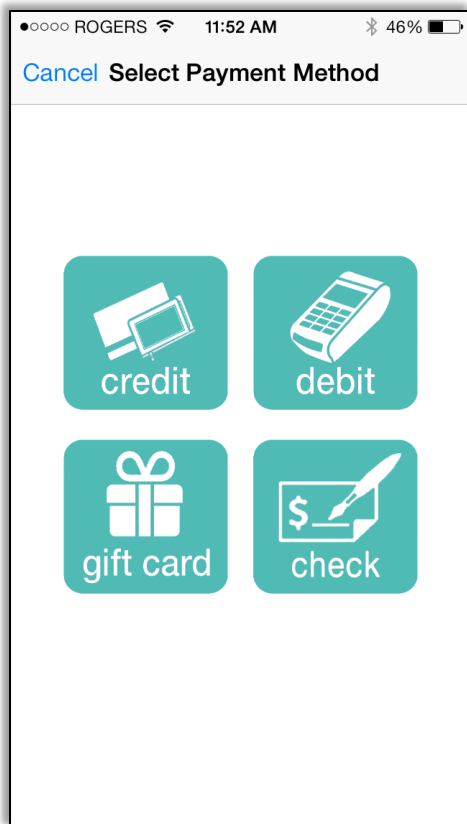 ROGERS 11:52 AM 46%
Cancel Select Payment Method
credit debit
gift card $ check